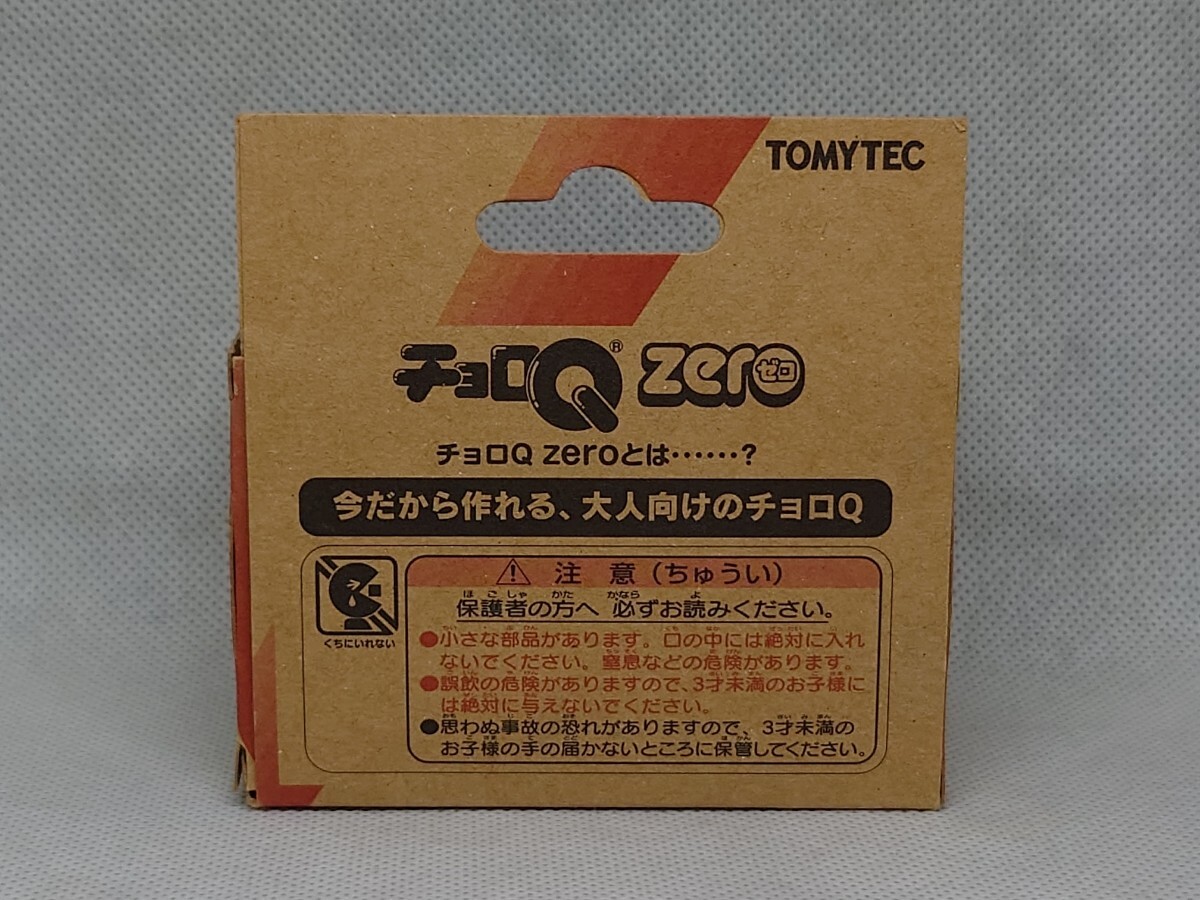 TOMYTEC
チョロQ® zeroゼロ
チョロQ zeroとは……?
今だから作れる、大人向けのチョロQ
⚠ 注 意（ちゅうい）
保護者の方へ 必ずお読みください。
くちにいれない
●小さな部品があります。口の中には絶対に入れ
ないでください。窒息などの危険があります。
●誤飲の危険がありますので、3才未満のお子様に
は絶対に与えないでください。
●思わぬ事故の恐れがありますので、3才未満の
お子様の手の届かないところに保管してください。